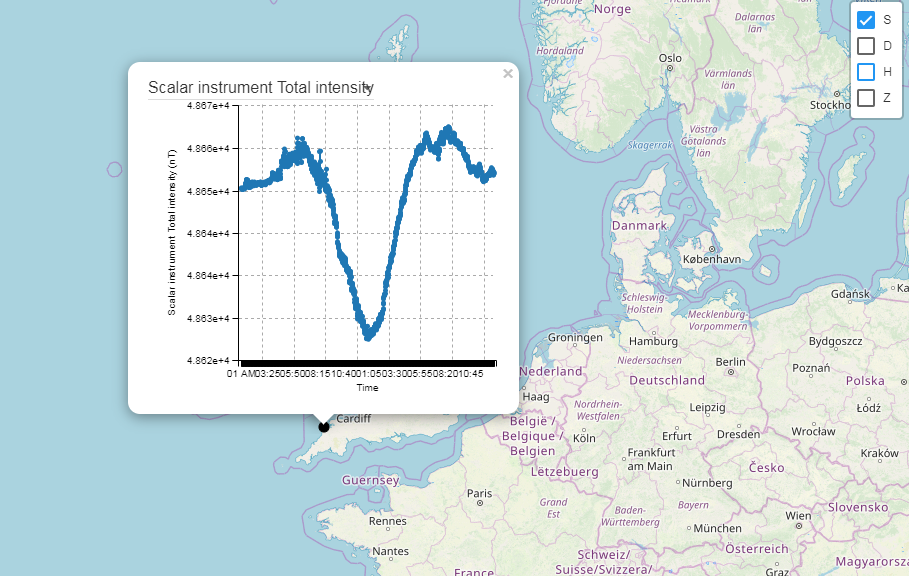 Scalar instrument Total intensity
×
4.867e+4
4.866e+4
4.865e+4
4.864e+4
4.864e+4
4.863e+4
4.862e+4
Scalar instrument Total intensity (nT)
01 AM03:2505:5008:1510:4001:0503:3005:5508:2010:45
Time
S
D
H
Z
Norge
Dalarnas
län
Hordaland
Oslo
Värmlands
län
Stockho
Västra
Götalands
län
Skagerrak
Danmark
København
Schleswig
Holstein
Mecklenburg-
Vorpommern
Gdańsk
Ka
Groningen
Hamburg
Bydgoszcz
Niedersachsen
Berlin
Nederland
Deutschland
Poznań
Polska
Haag
Nordrhein-
Westfalen
Leipzig
Łódź
Cardiff
België /
Belgique /
Belgien
Köln
Erfurt
Dresden
Wrocław
Frankfurt
am Main
Kraków
Lëtzebuerg
Česko
Guernsey
Nürnberg
Paris
Grand
Est
Baden-
Württemberg
Bayern
Slovensko
Rennes
Wien
München
Nantes
Österreich
Schweiz/
Suisse/Svizzera/
Magyarorsz
France
Graz